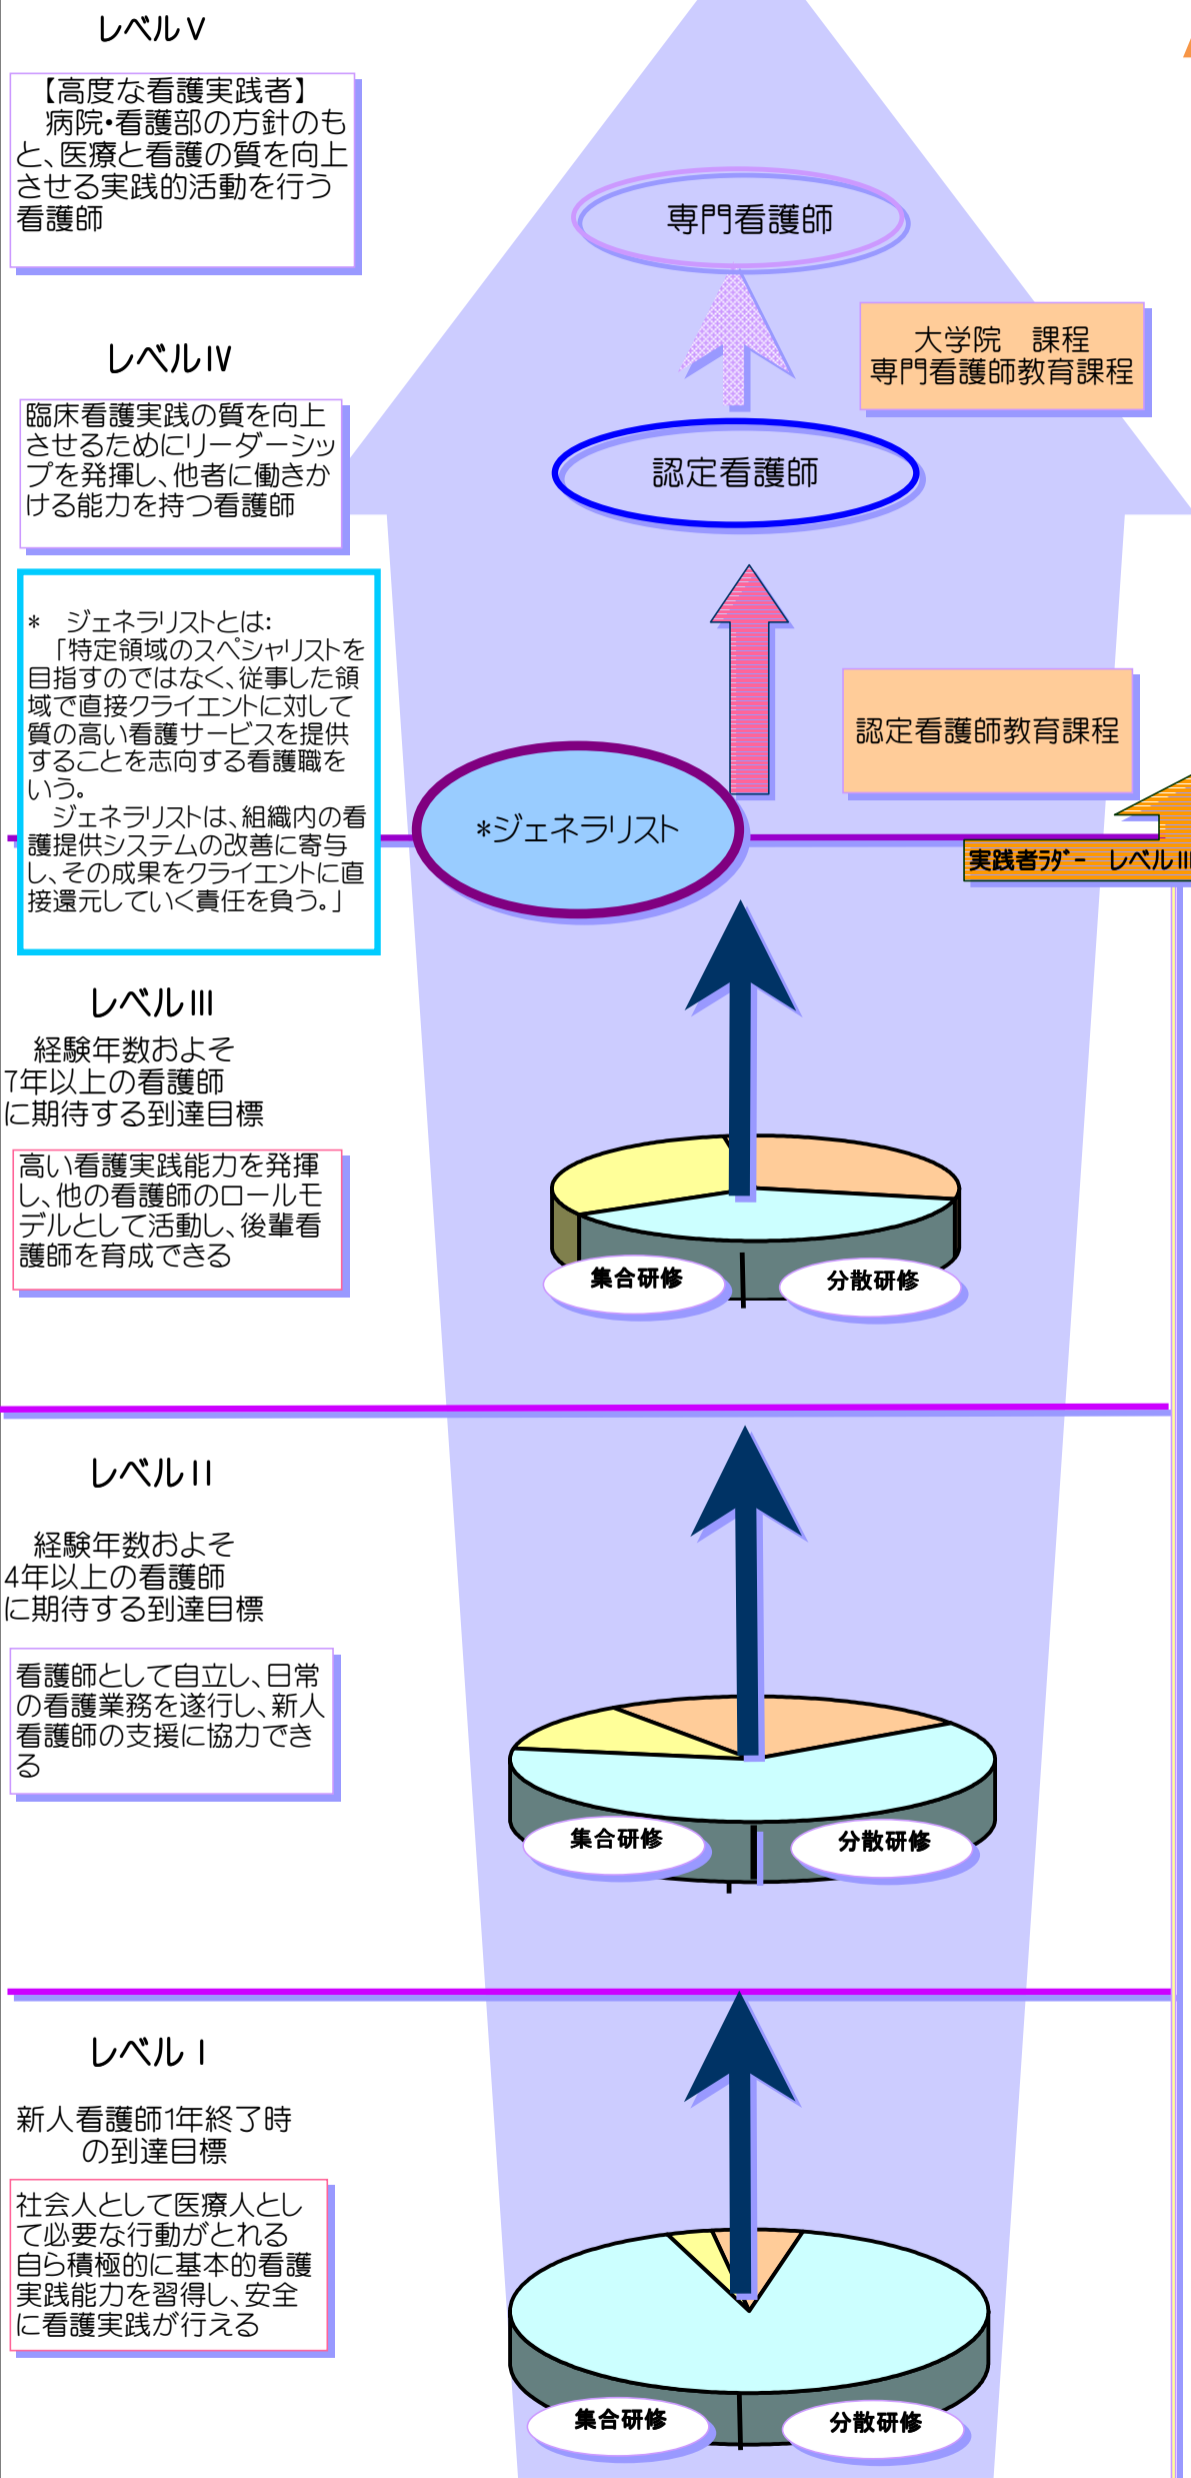 レベルⅤ
【高度な看護実践者】
病院・看護部の方針のも
と、医療と看護の質を向上
させる実践的活動を行う
看護師
専門看護師
大学院　課程
専門看護師教育課程
レベルⅣ
臨床看護実践の質を向上
させるためにリーダーシッ
プを発揮し、他者に働きか
ける能力を持つ看護師
認定看護師
*　ジェネラリストとは:
「特定領域のスペシャリストを
目指すのではなく、従事した領
域で直接クライエントに対して
質の高い看護サービスを提供
することを志向する看護職を
いう。
ジェネラリストは、組織内の看
護提供システムの改善に寄与
し、その成果をクライエントに直
接還元していく責任を負う。」
認定看護師教育課程
*ジェネラリスト
実践者ﾗﾀﾞｰ　レベルⅢ
レベルⅢ
経験年数およそ
7年以上の看護師
に期待する到達目標
高い看護実践能力を発揮
し、他の看護師のロールモ
デルとして活動し、後輩看
護師を育成できる
集合研修
分散研修
レベルⅡ
経験年数およそ
4年以上の看護師
に期待する到達目標
看護師として自立し、日常
の看護業務を遂行し、新人
看護師の支援に協力でき
る
集合研修
分散研修
レベルⅠ
新人看護師1年終了時
の到達目標
社会人として医療人とし
て必要な行動がとれる
自ら積極的に基本的看護
実践能力を習得し、安全
に看護実践が行える
集合研修
分散研修